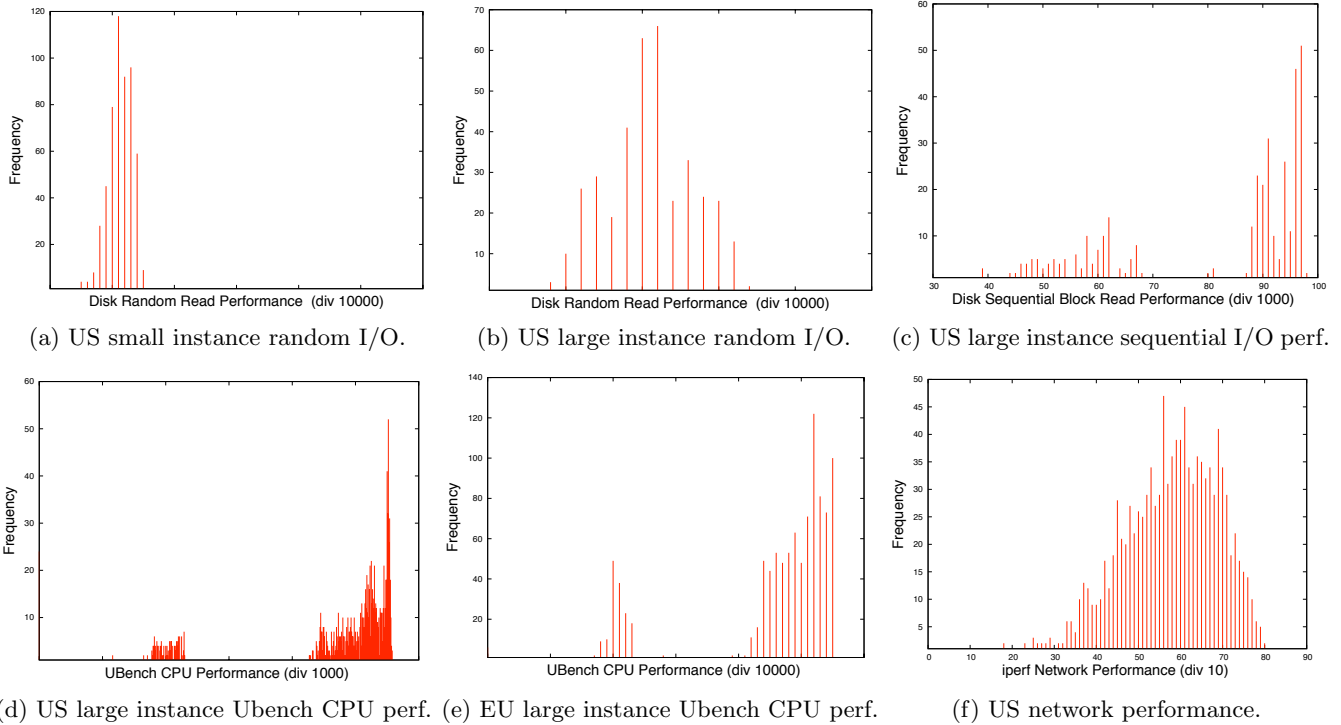 120
100
80
60
40
20
Frequency
Disk Random Read Performance (div 10000)
(a) US small instance random I/O.
70
60
50
40
30
20
10
Frequency
Disk Random Read Performance (div 10000)
(b) US large instance random I/O.
60
50
40
30
20
10
Frequency
30 40 50 60 70 80 90 100
Disk Sequential Block Read Performance (div 1000)
(c) US large instance sequential I/O perf.
60
50
40
30
20
10
Frequency
UBench CPU Performance (div 1000)
(d) US large instance Ubench CPU perf.
140
120
100
80
60
40
20
Frequency
UBench CPU Performance (div 10000)
(e) EU large instance Ubench CPU perf.
50
45
40
35
30
25
20
15
10
5
Frequency
0 10 20 30 40 50 60 70 80 90
iperf Network Performance (div 10)
(f) US network performance.